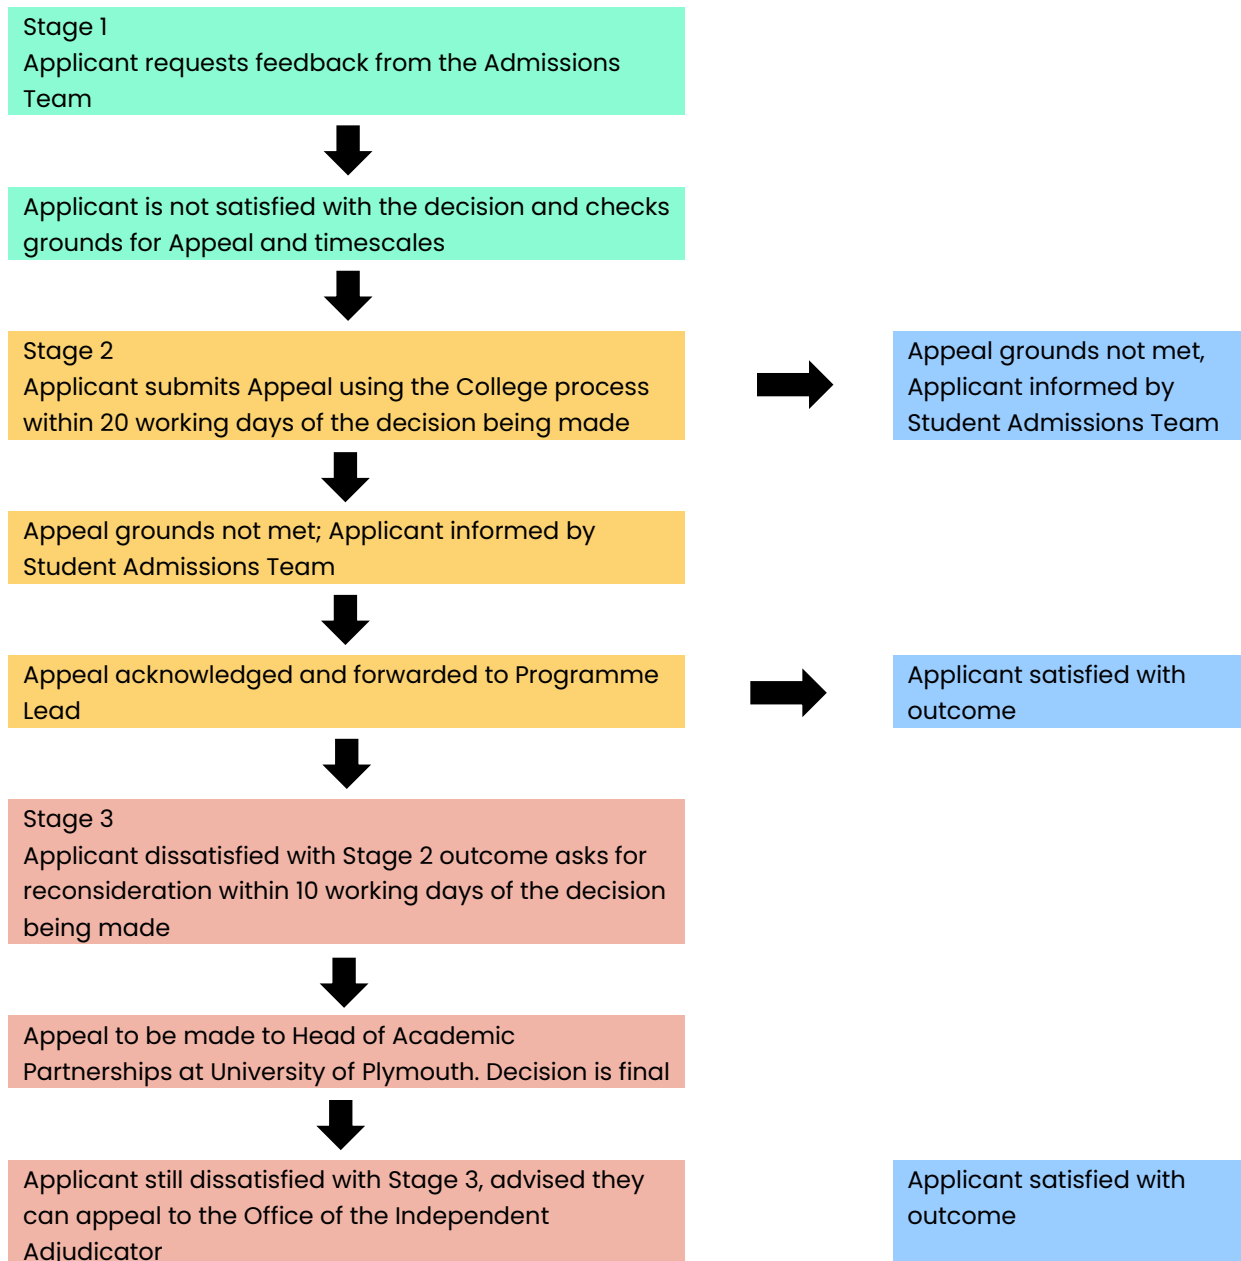 Stage 1
Applicant requests feedback from the Admissions
Team
Applicant is not satisfied with the decision and checks
grounds for Appeal and timescales
Stage 2
Applicant submits Appeal using the College process
within 20 working days of the decision being made
Appeal grounds not met,
Applicant informed by
Student Admissions Team
Appeal grounds not met; Applicant informed by
Student Admissions Team
Appeal acknowledged and forwarded to Programme
Lead
Applicant satisfied with
outcome
Stage 3
Applicant dissatisfied with Stage 2 outcome asks for
reconsideration within 10 working days of the decision
being made
Appeal to be made to Head of Academic
Partnerships at University of Plymouth. Decision is final
Applicant still dissatisfied with Stage 3, advised they
can appeal to the Office of the Independent
Adjudicator
Applicant satisfied with
outcome